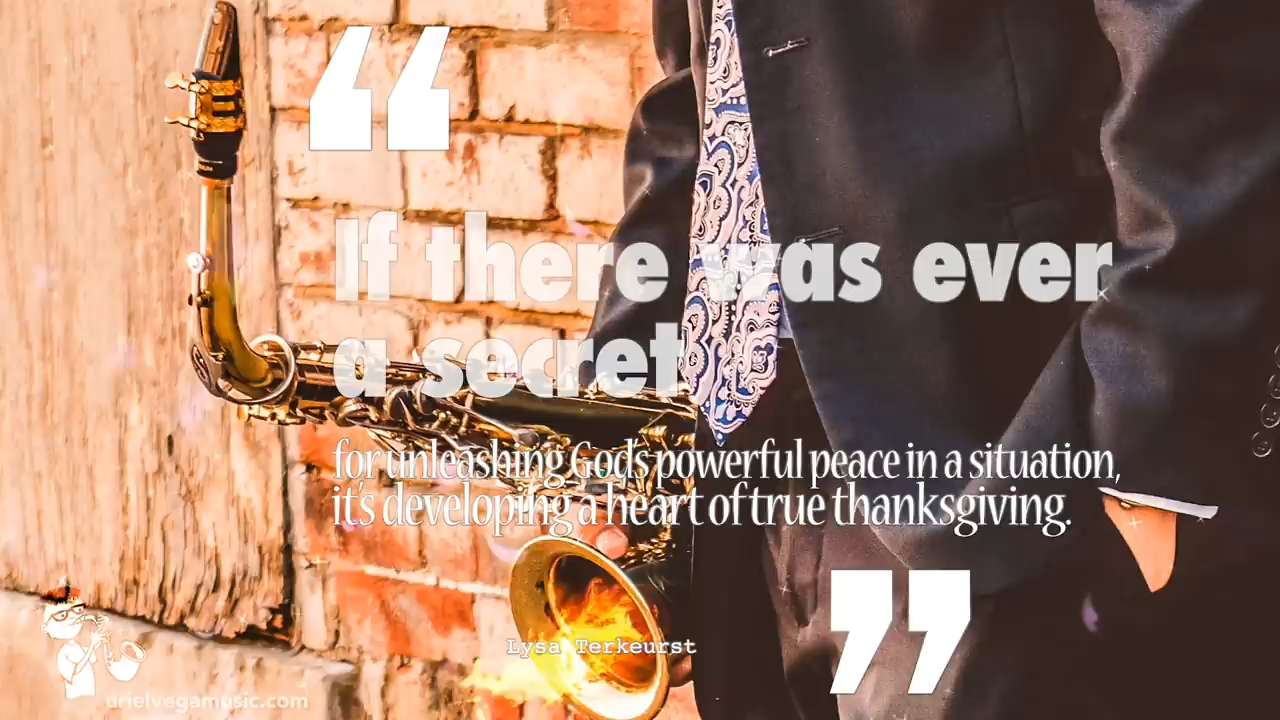 “
If there was ever
a secret
for unleashing God's powerful peace in a situation,
it's developing a heart of true thanksgiving.
”
Lysa Terkeurst
urielvegamusic.com